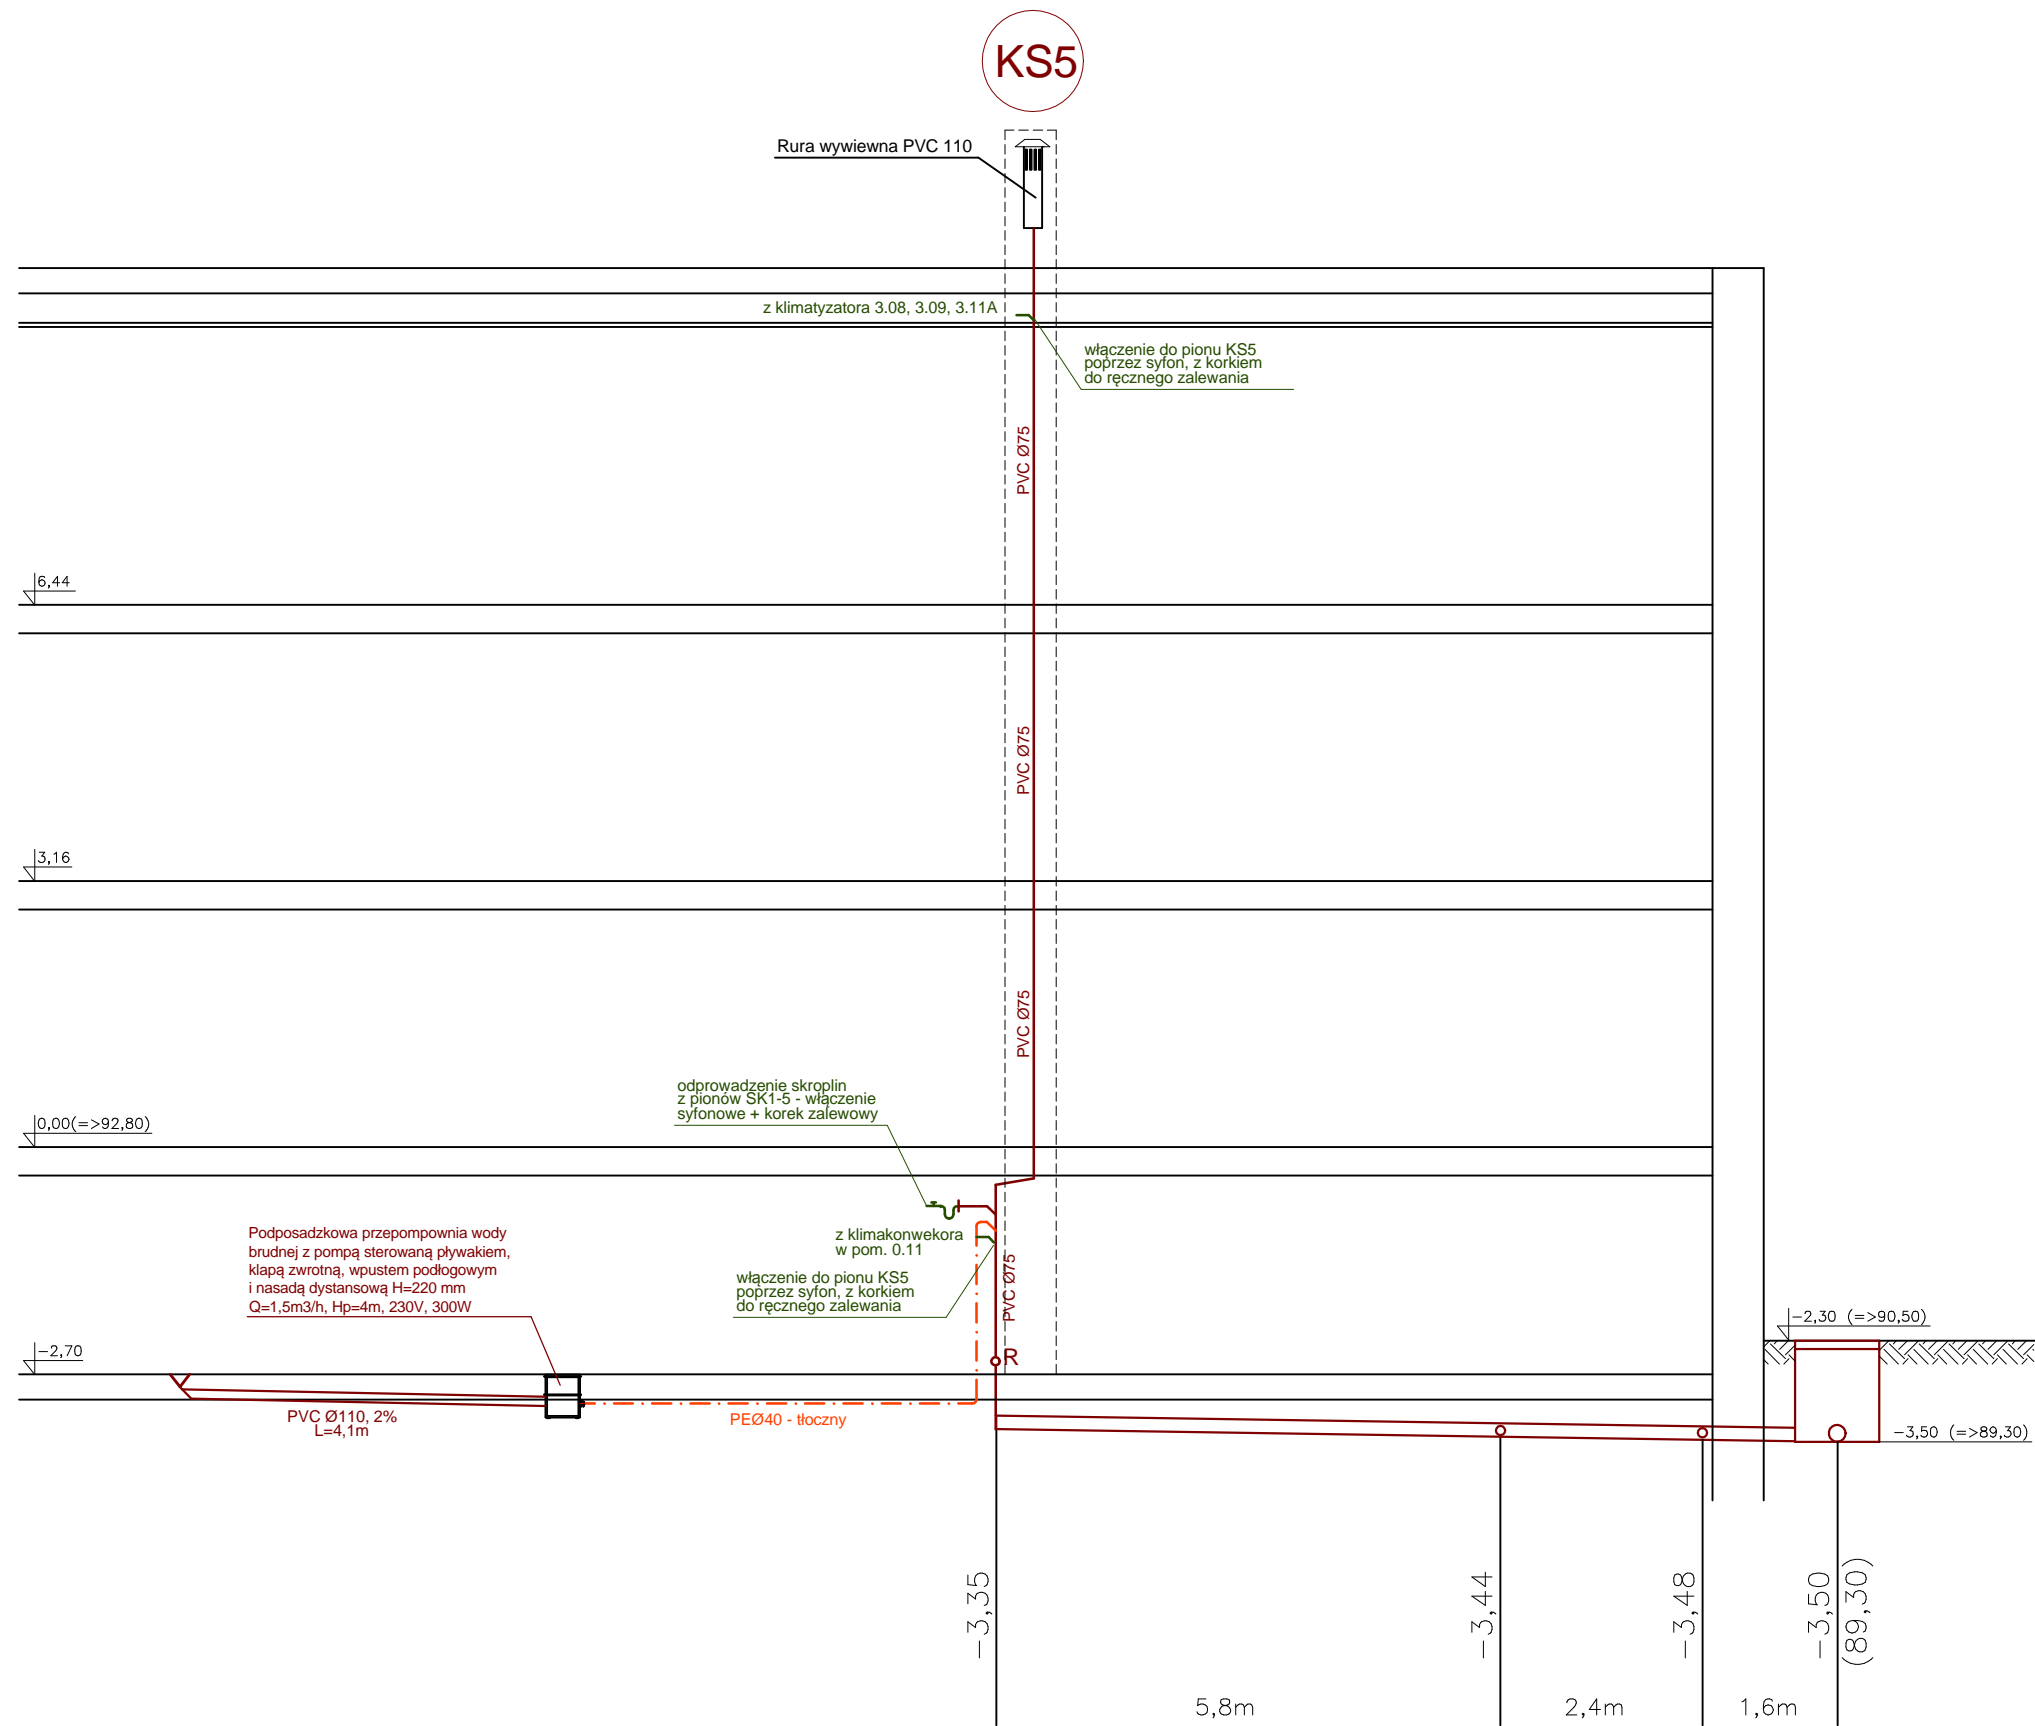 KS5
Rura wywiewna PVC 110
z klimatyzatora 3.08, 3.09, 3.11A
włączenie do pionu KS5
poprzez syfon, z korkiem
do ręcznego zalewania
PVC Ø75
6,44
PVC Ø75
3,16
PVC Ø75
odprowadzenie skroplin
z pionów SK1-5 - włączenie
syfonowe + korek zalewowy
0,00(=>92,80)
Podposadzkowa przepompownia wody
brudnej z pompą sterowaną pływakiem,
klapą zwrotną, wpustem podłogowym
i nasadą dystansową H=220 mm
Q=1,5m3/h, Hp=4m, 230V, 300W
z klimakonwekora
w pom. 0.11
włączenie do pionu KS5
poprzez syfon, z korkiem
do ręcznego zalewania
PVC Ø75
-2,30 (=>90,50)
-2,70
R
PVC Ø110, 2%
L=4,1m
PEØ40 - tłoczny
-3,50 (=>89,30)
-3,35
-3,44
-3,48
-3,50
(89,30)
5,8m
2,4m
1,6m